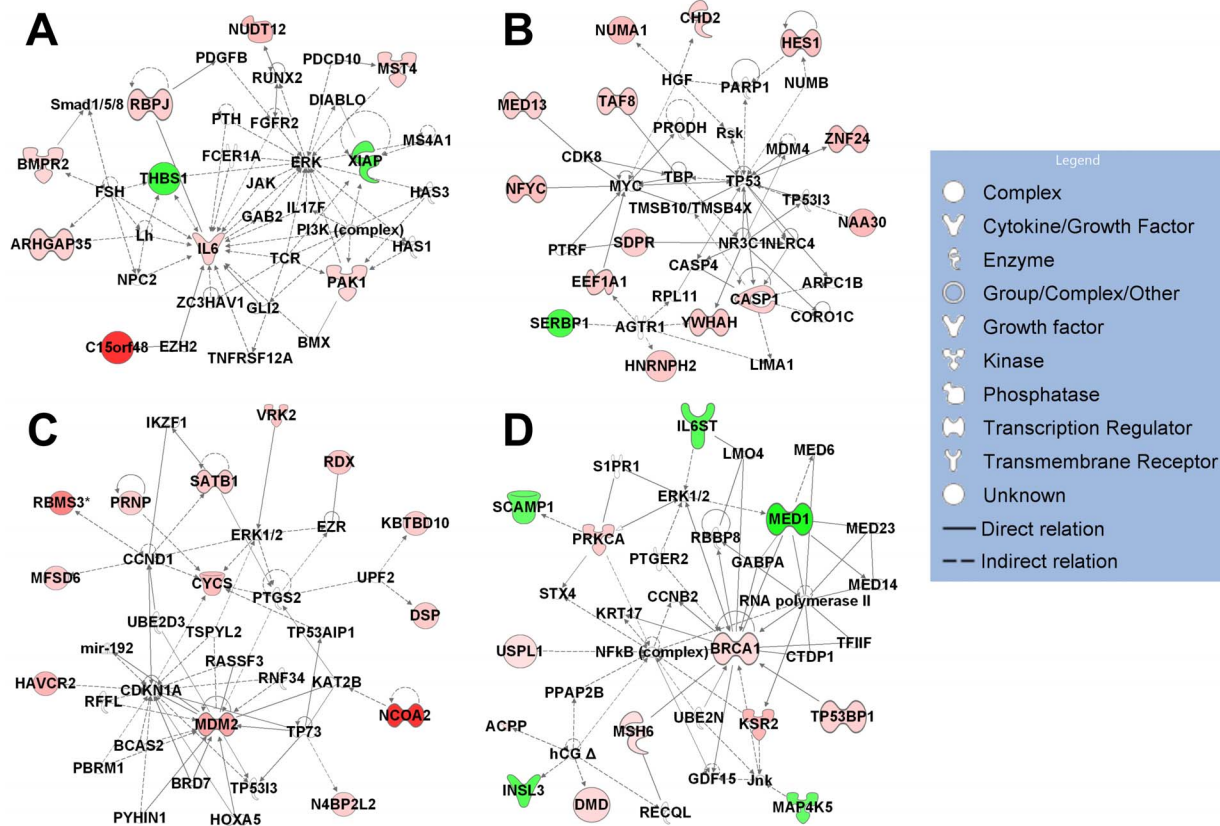 A
NUDT12
PDGFB
PDCD10
RUNX2
MST4
Smad1/5/8
RBPJ
DIABLO
PTH
FGFR2
MS4A1
BMPR2
FCER1A
ERK
XIAP
THBS1
FSH
JAK
HAS3
GAB2
IL17F
ARHGAP35
Lh
IL6
PI3K (complex)
HAS1
TCR
NPC2
PAK1
ZC3HAV1
GLI2
C15orf48
EZH2
BMX
TNFRSF12A
B
CHD2
NUMA1
HES1
HGF
NUMB
PARP1
MED13
TAF8
PRODH
Rsk
ZNF24
MDM4
CDK8
NFYC
MYC
TBP
TP53
TMSB10/TMSB4X
TP53I3
NAA30
SDPR
NR3C1
NLRC4
PTRF
CASP4
EEF1A1
ARPC1B
RPL11
CASP1
CORO1C
SERBP1
AGTR1
YWHAH
HNRNPH2
LIMA1
C
VRK2
IKZF1
RDX
SATB1
RBMS3*
PRNP
EZR
KBTBD10
ERK1/2
CCND1
MFSD6
CYCS
UPF2
PTGS2
DSP
UBE2D3
TSPYL2
TP53AIP1
mir-192
RASSF3
HAVCR2
CDKN1A
RNF34
KAT2B
RFFL
NCOA2
MDM2
TP73
BCAS2
PBRM1
BRD7
TP53I3
N4BP2L2
PYHIN1
HOXA5
D
IL6ST
LMO4
MED6
S1PR1
ERK1/2
SCAMP1
MED1
MED23
PRKCA
RBBP8
PTGER2
GABPA
MED14
STX4
CCNB2
RNA polymerase II
KRT17
TFIIF
USPL1
NFkB (complex)
BRCA1
CTDP1
PPAP2B
UBE2N
TP53BP1
ACPP
MSH6
KSR2
hCG Δ
GDF15
Jnk
INSL3
DMD
RECQL
MAP4K5
Legend
Complex
Cytokine/Growth Factor
Enzyme
Group/Complex/Other
Growth factor
Kinase
Phosphatase
Transcription Regulator
Transmembrane Receptor
Unknown
Direct relation
Indirect relation